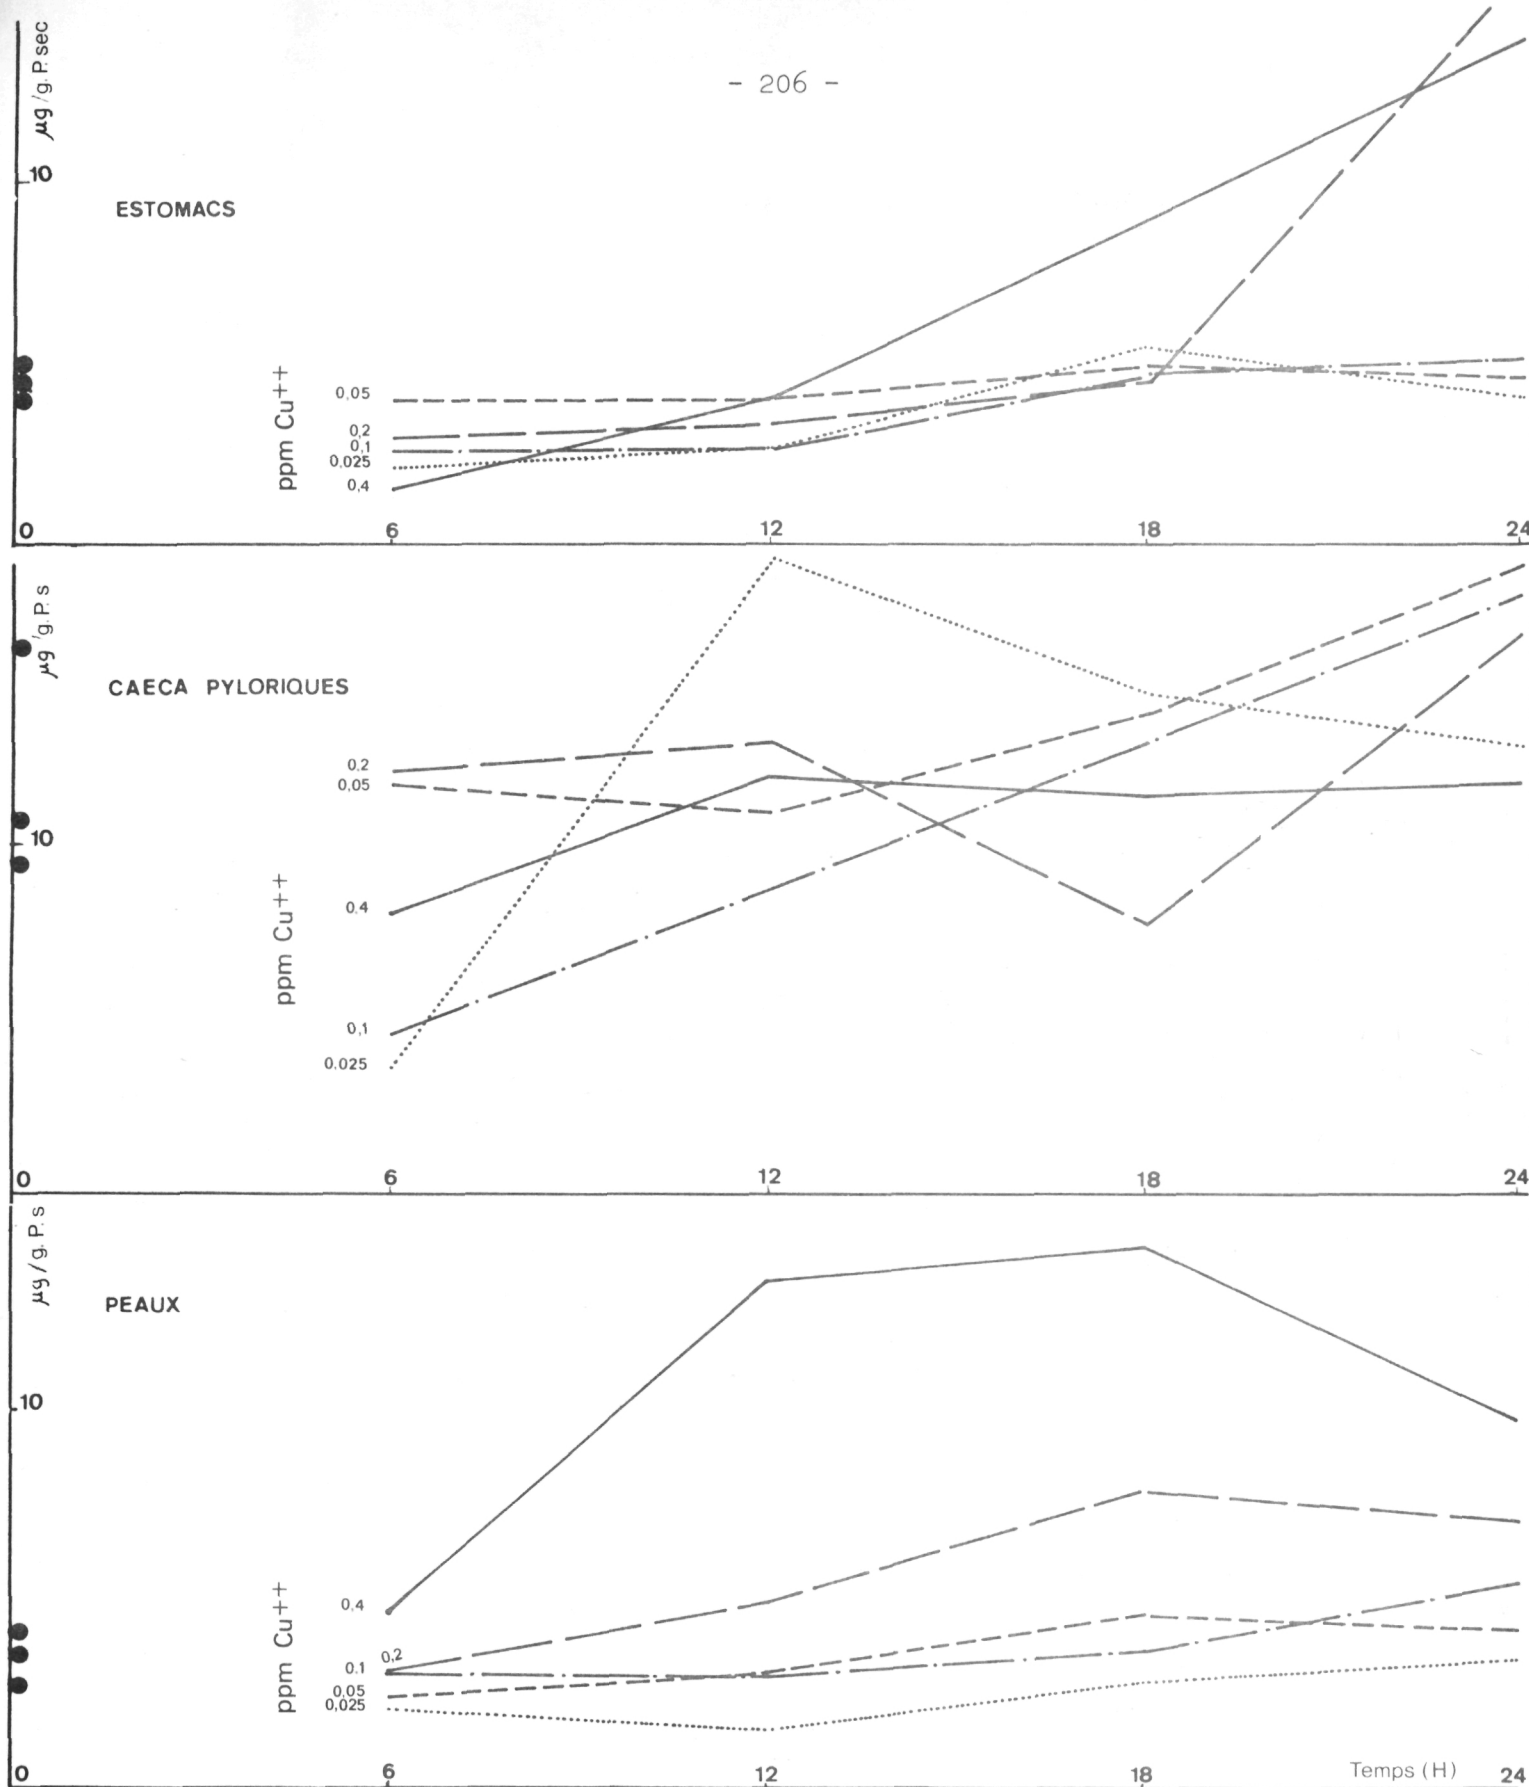 - 206 -
µg/g.P.sec
10
ESTOMACS
ppm Cu++
0,05
0,2
0,1
0,025
0,4
0 6 12 18 24
µg/g.P.s
CAECA PYLORIQUES
0.2
0,05
10
ppm Cu++
0.4
0,1
0.025
0 6 12 18 24
µg/g.P.s
PEAUX
10
ppm Cu++
0,4
0,2
0.1
0,05
0,025
Temps (H)
0 6 12 18 24